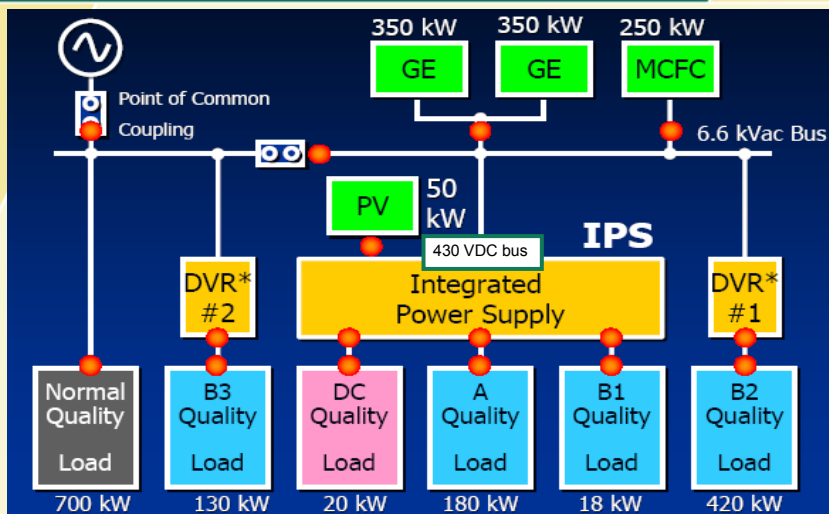 350 kW
350 kW
250 kW
GE
GE
MCFC
Point of Common
Coupling
6.6 kVac Bus
PV
50
kW
430 VDC bus
IPS
DVR*
#2
Integrated
Power Supply
DVR*
#1
Normal
Quality
Load
B3
Quality
Load
DC
Quality
Load
A
Quality
Load
B1
Quality
Load
B2
Quality
Load
700 kW
130 kW
20 kW
180 kW
18 kW
420 kW